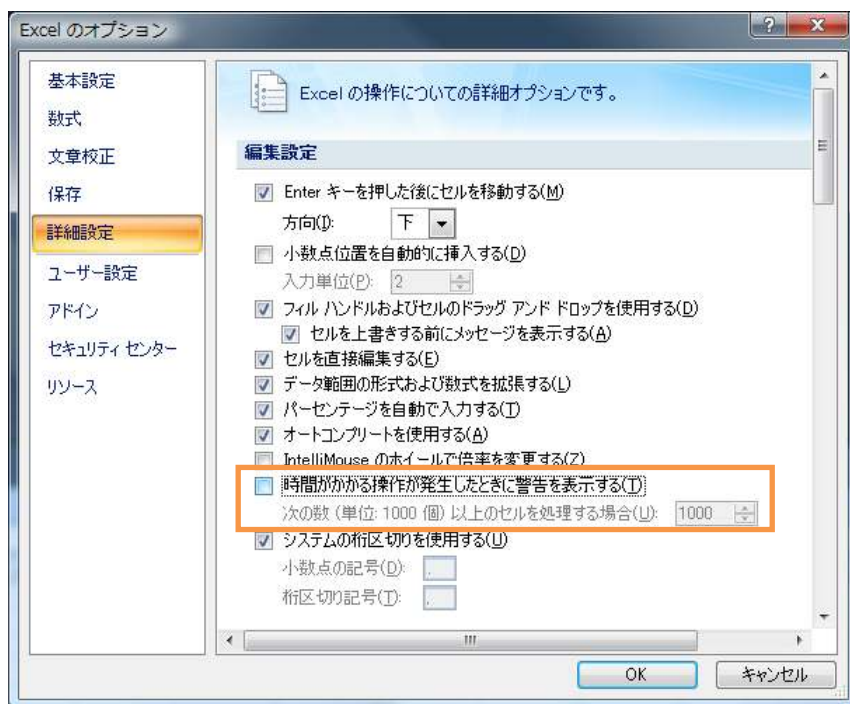 Excel のオプション
基本設定
数式
文章校正
保存
詳細設定
ユーザー設定
アドイン
セキュリティ センター
リソース
Excel の操作についての詳細オプションです。
編集設定
Enter キーを押した後にセルを移動する(M)
方向(I): 下
小数点位置を自動的に挿入する(D)
入力単位(P): 2
フィル ハンドルおよびセルのドラッグ アンド ドロップを使用する(D)
セルを上書きする前にメッセージを表示する(A)
セルを直接編集する(E)
データ範囲の形式および数式を拡張する(L)
パーセンテージを自動で入力する(T)
オートコンプリートを使用する(A)
IntelliMouse のホイールで倍率を変更する(Z)
時間がかかる操作が発生したときに警告を表示する(T)
次の数 (単位: 1000 個) 以上のセルを処理する場合(U): 1000
システムの桁区切りを使用する(U)
小数点の記号(D): .
桁区切り記号(T): ,
OK キャンセル